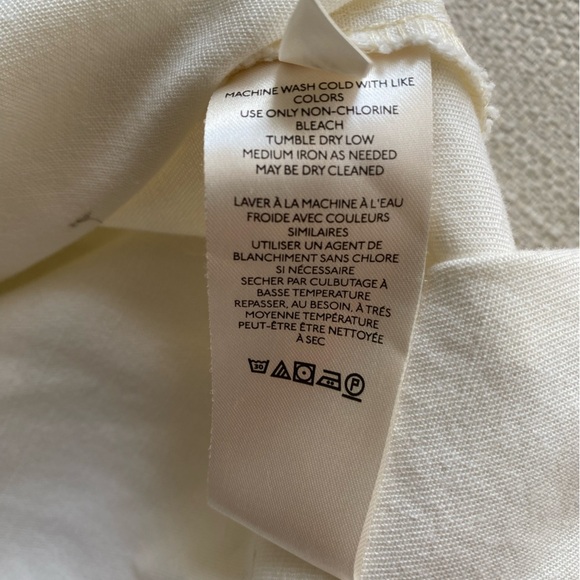 MACHINE WASH COLD WITH LIKE
COLORS
USE ONLY NON-CHLORINE
BLEACH
TUMBLE DRY LOW
MEDIUM IRON AS NEEDED
MAY BE DRY CLEANED
LAVER À LA MACHINE À L'EAU
FROIDE AVEC COULEURS
SIMILAIRES
UTILISER UN AGENT DE
BLANCHIMENT SANS CHLORE
SI NÉCESSAIRE
SECHER PAR CULBUTAGE À
BASSE TEMPERATURE
REPASSER, AU BESOIN, À TRÉS
MOYENNE TEMPÉRATURE
PEUT-ÊTRE ÊTRE NETTOYÉE
À SEC
30 P